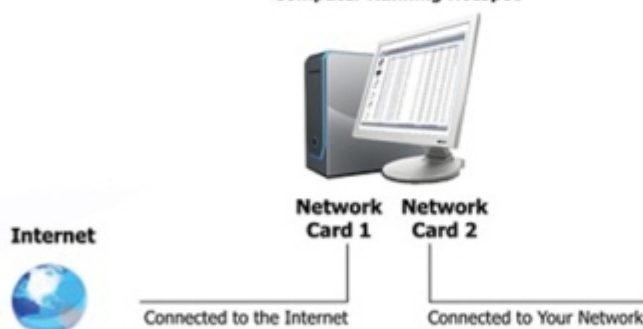 Network Network
Card 1 Card 2
Internet
Connected to the Internet Connected to Your Network